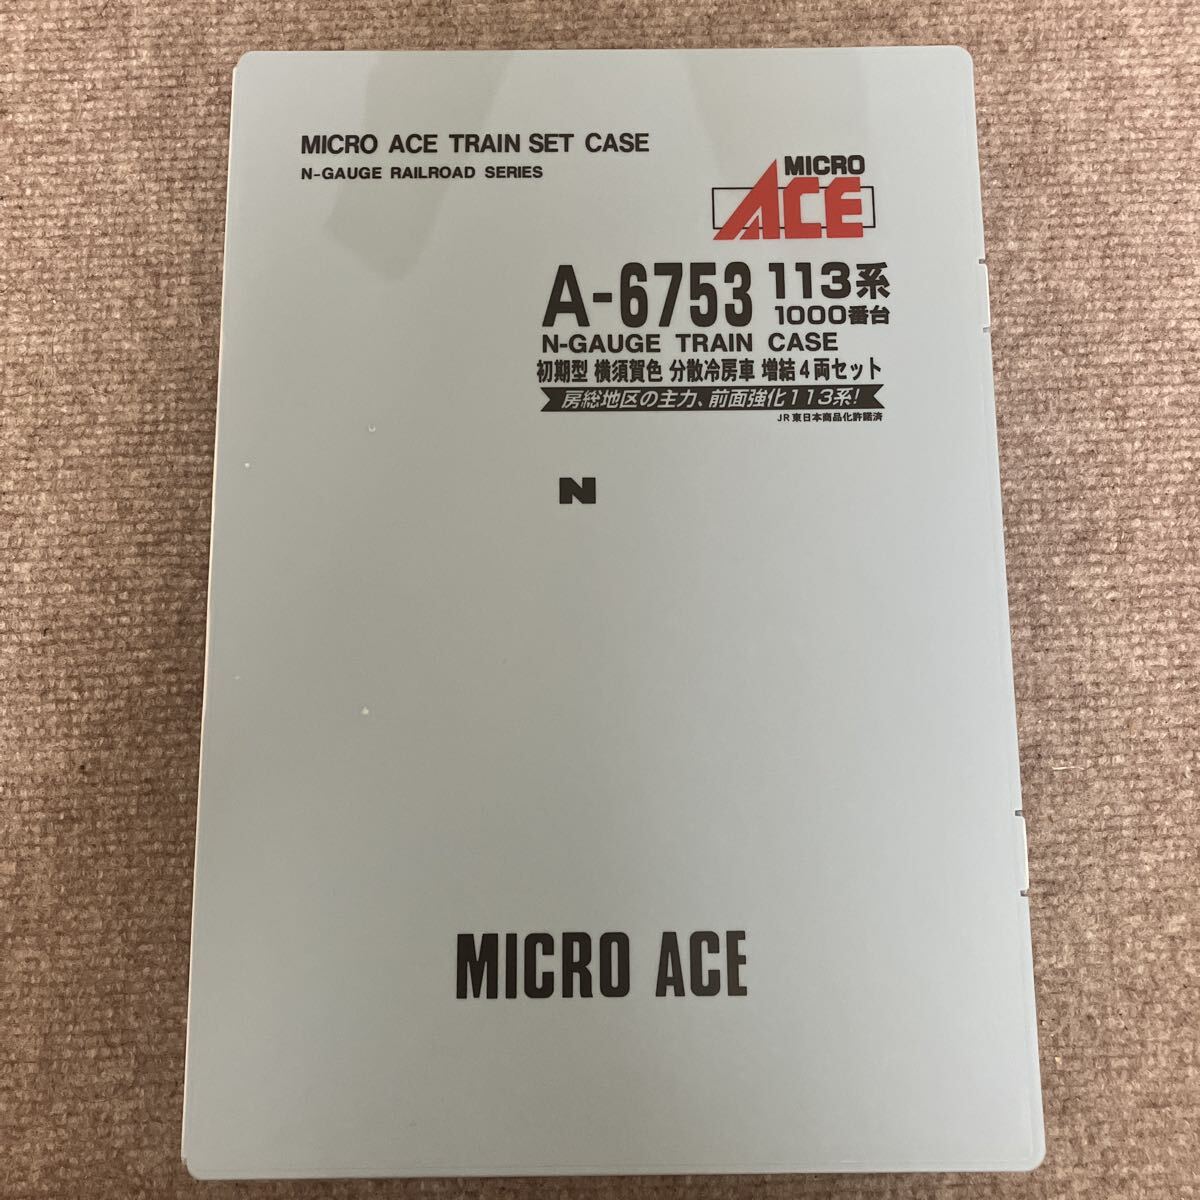 MICRO ACE TRAIN SET CASE
N-GAUGE RAILROAD SERIES
MICRO
ACE
A-6753 113系
1000番台
N-GAUGE TRAIN CASE
初期型 横須賀色 分散冷房車 増結4両セット
房総地区の主力、前面強化113系!
JR東日本商品化許諾済
N
MICRO ACE